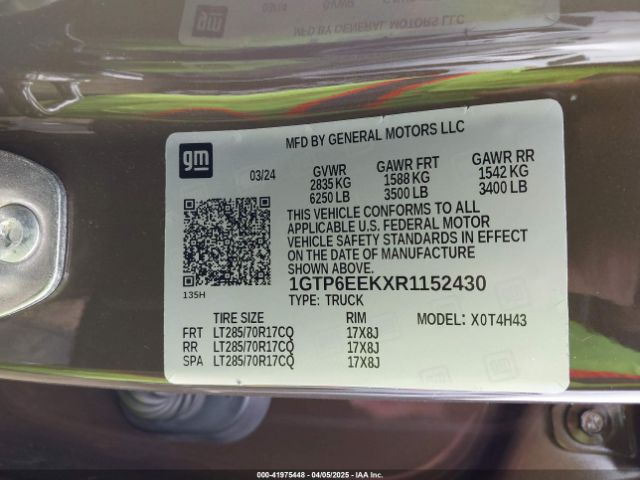 gm
MFD BY GENERAL MOTORS LLC
03/24
GVWR GAWR FRT GAWR RR
2835 KG 1588 KG 1542 KG
6250 LB 3500 LB 3400 LB
THIS VEHICLE CONFORMS TO ALL
APPLICABLE U.S. FEDERAL MOTOR
VEHICLE SAFETY STANDARDS IN EFFECT
ON THE DATE OF MANUFACTURE
SHOWN ABOVE.
135H
1GTP6EEKXR1152430
TYPE: TRUCK
TIRE SIZE RIM MODEL: X0T4H43
FRT LT285/70R17CQ 17X8J
RR LT285/70R17CQ 17X8J
SPA LT285/70R17CQ 17X8J
000-41975448 - 04/05/2025 - IAA Inc.